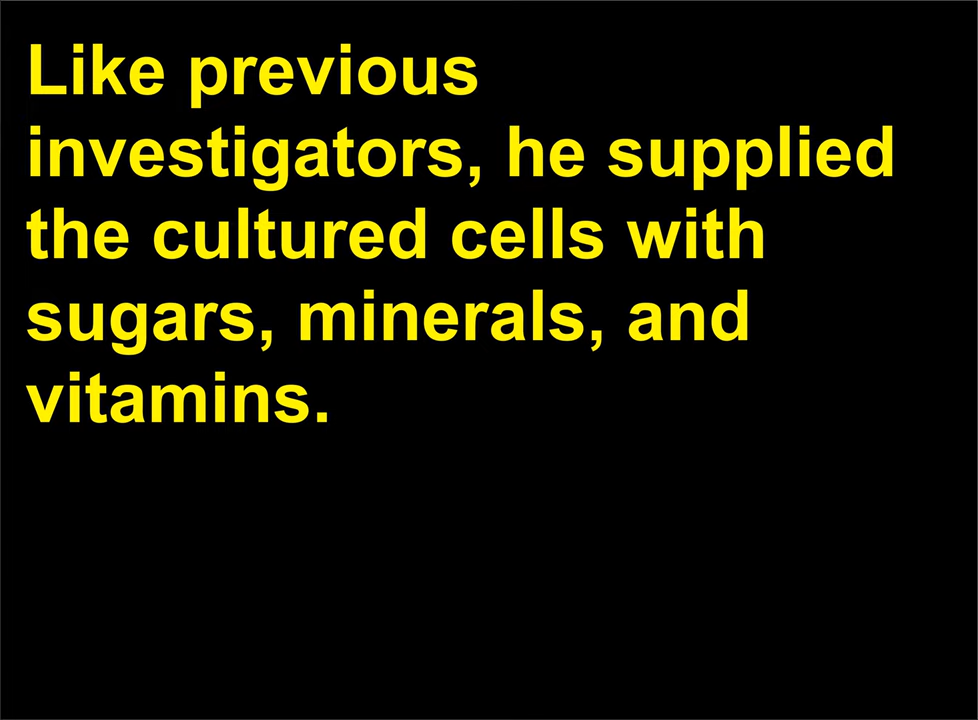 Like previous
investigators, he supplied
the cultured cells with
sugars, minerals, and
vitamins.